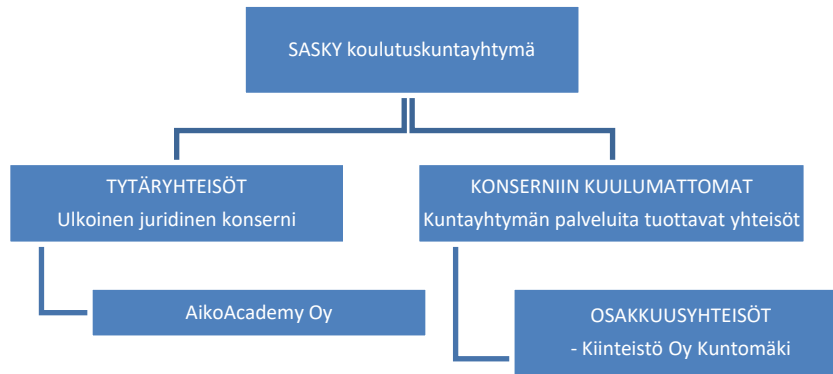 SASKY koulutuskuntayhtymä
TYTÄRYHTEISÖT
Ulkoinen juridinen konserni
KONSERNIIN KUULUMATTOMAT
Kuntayhtymän palveluita tuottavat yhteisöt
AikoAcademy Oy
OSAKKUUSYHTEISÖT
- Kiinteistö Oy Kuntomäki